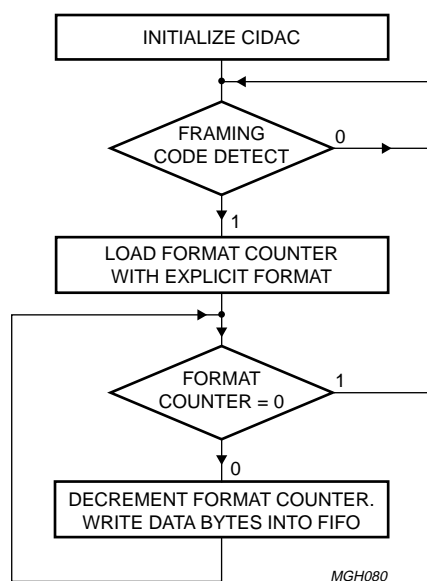 INITIALIZE CIDAC
FRAMING
CODE DETECT
0
1
LOAD FORMAT COUNTER
WITH EXPLICIT FORMAT
FORMAT
COUNTER = 0
1
0
DECREMENT FORMAT COUNTER.
WRITE DATA BYTES INTO FIFO
MGH080